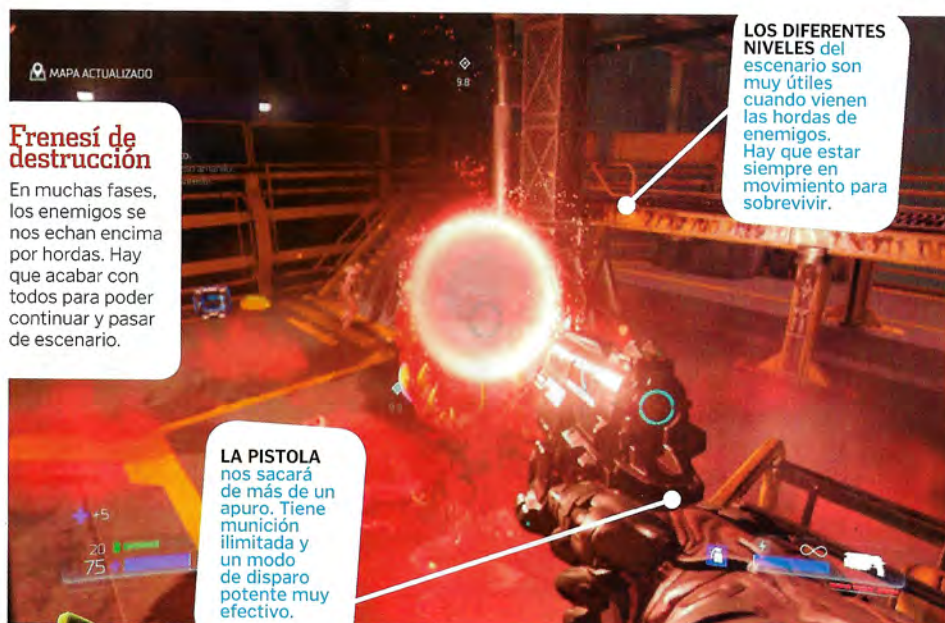 MAPA ACTUALIZADO
9.8
Frenesí de
destrucción
En muchas fases,
los enemigos se
nos echan encima
por hordas. Hay
que acabar con
todos para poder
continuar y pasar
de escenario.
LOS DIFERENTES
NIVELES del
escenario son
muy útiles
cuando vienen
las hordas de
enemigos.
Hay que estar
siempre en
movimiento para
sobrevivir.
LA PISTOLA
nos sacará
de más de un
apuro. Tiene
munición
ilimitada y
un modo
de disparo
potente muy
efectivo.
+5
20
75
∞